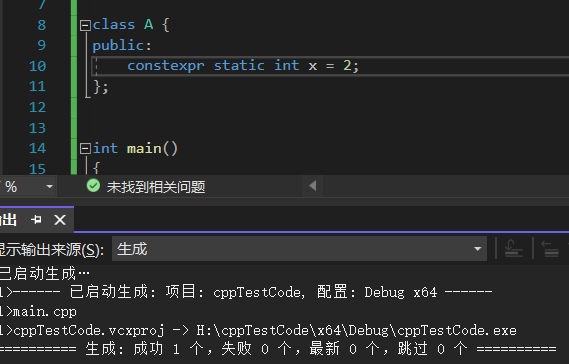 7
8 class A {
9 public:
10 constexpr static int x = 2;
11 };
12
13
14 int main()
15 {
% 未找到相关问题
出
显示输出来源(S): 生成
已启动生成…
1>------ 已启动生成: 项目: cppTestCode, 配置: Debug x64 ------
1>main.cpp
1>cppTestCode.vcxproj -> H:\cppTestCode\x64\Debug\cppTestCode.exe
========== 生成: 成功 1 个，失败 0 个，最新 0 个，跳过 0 个 ==========